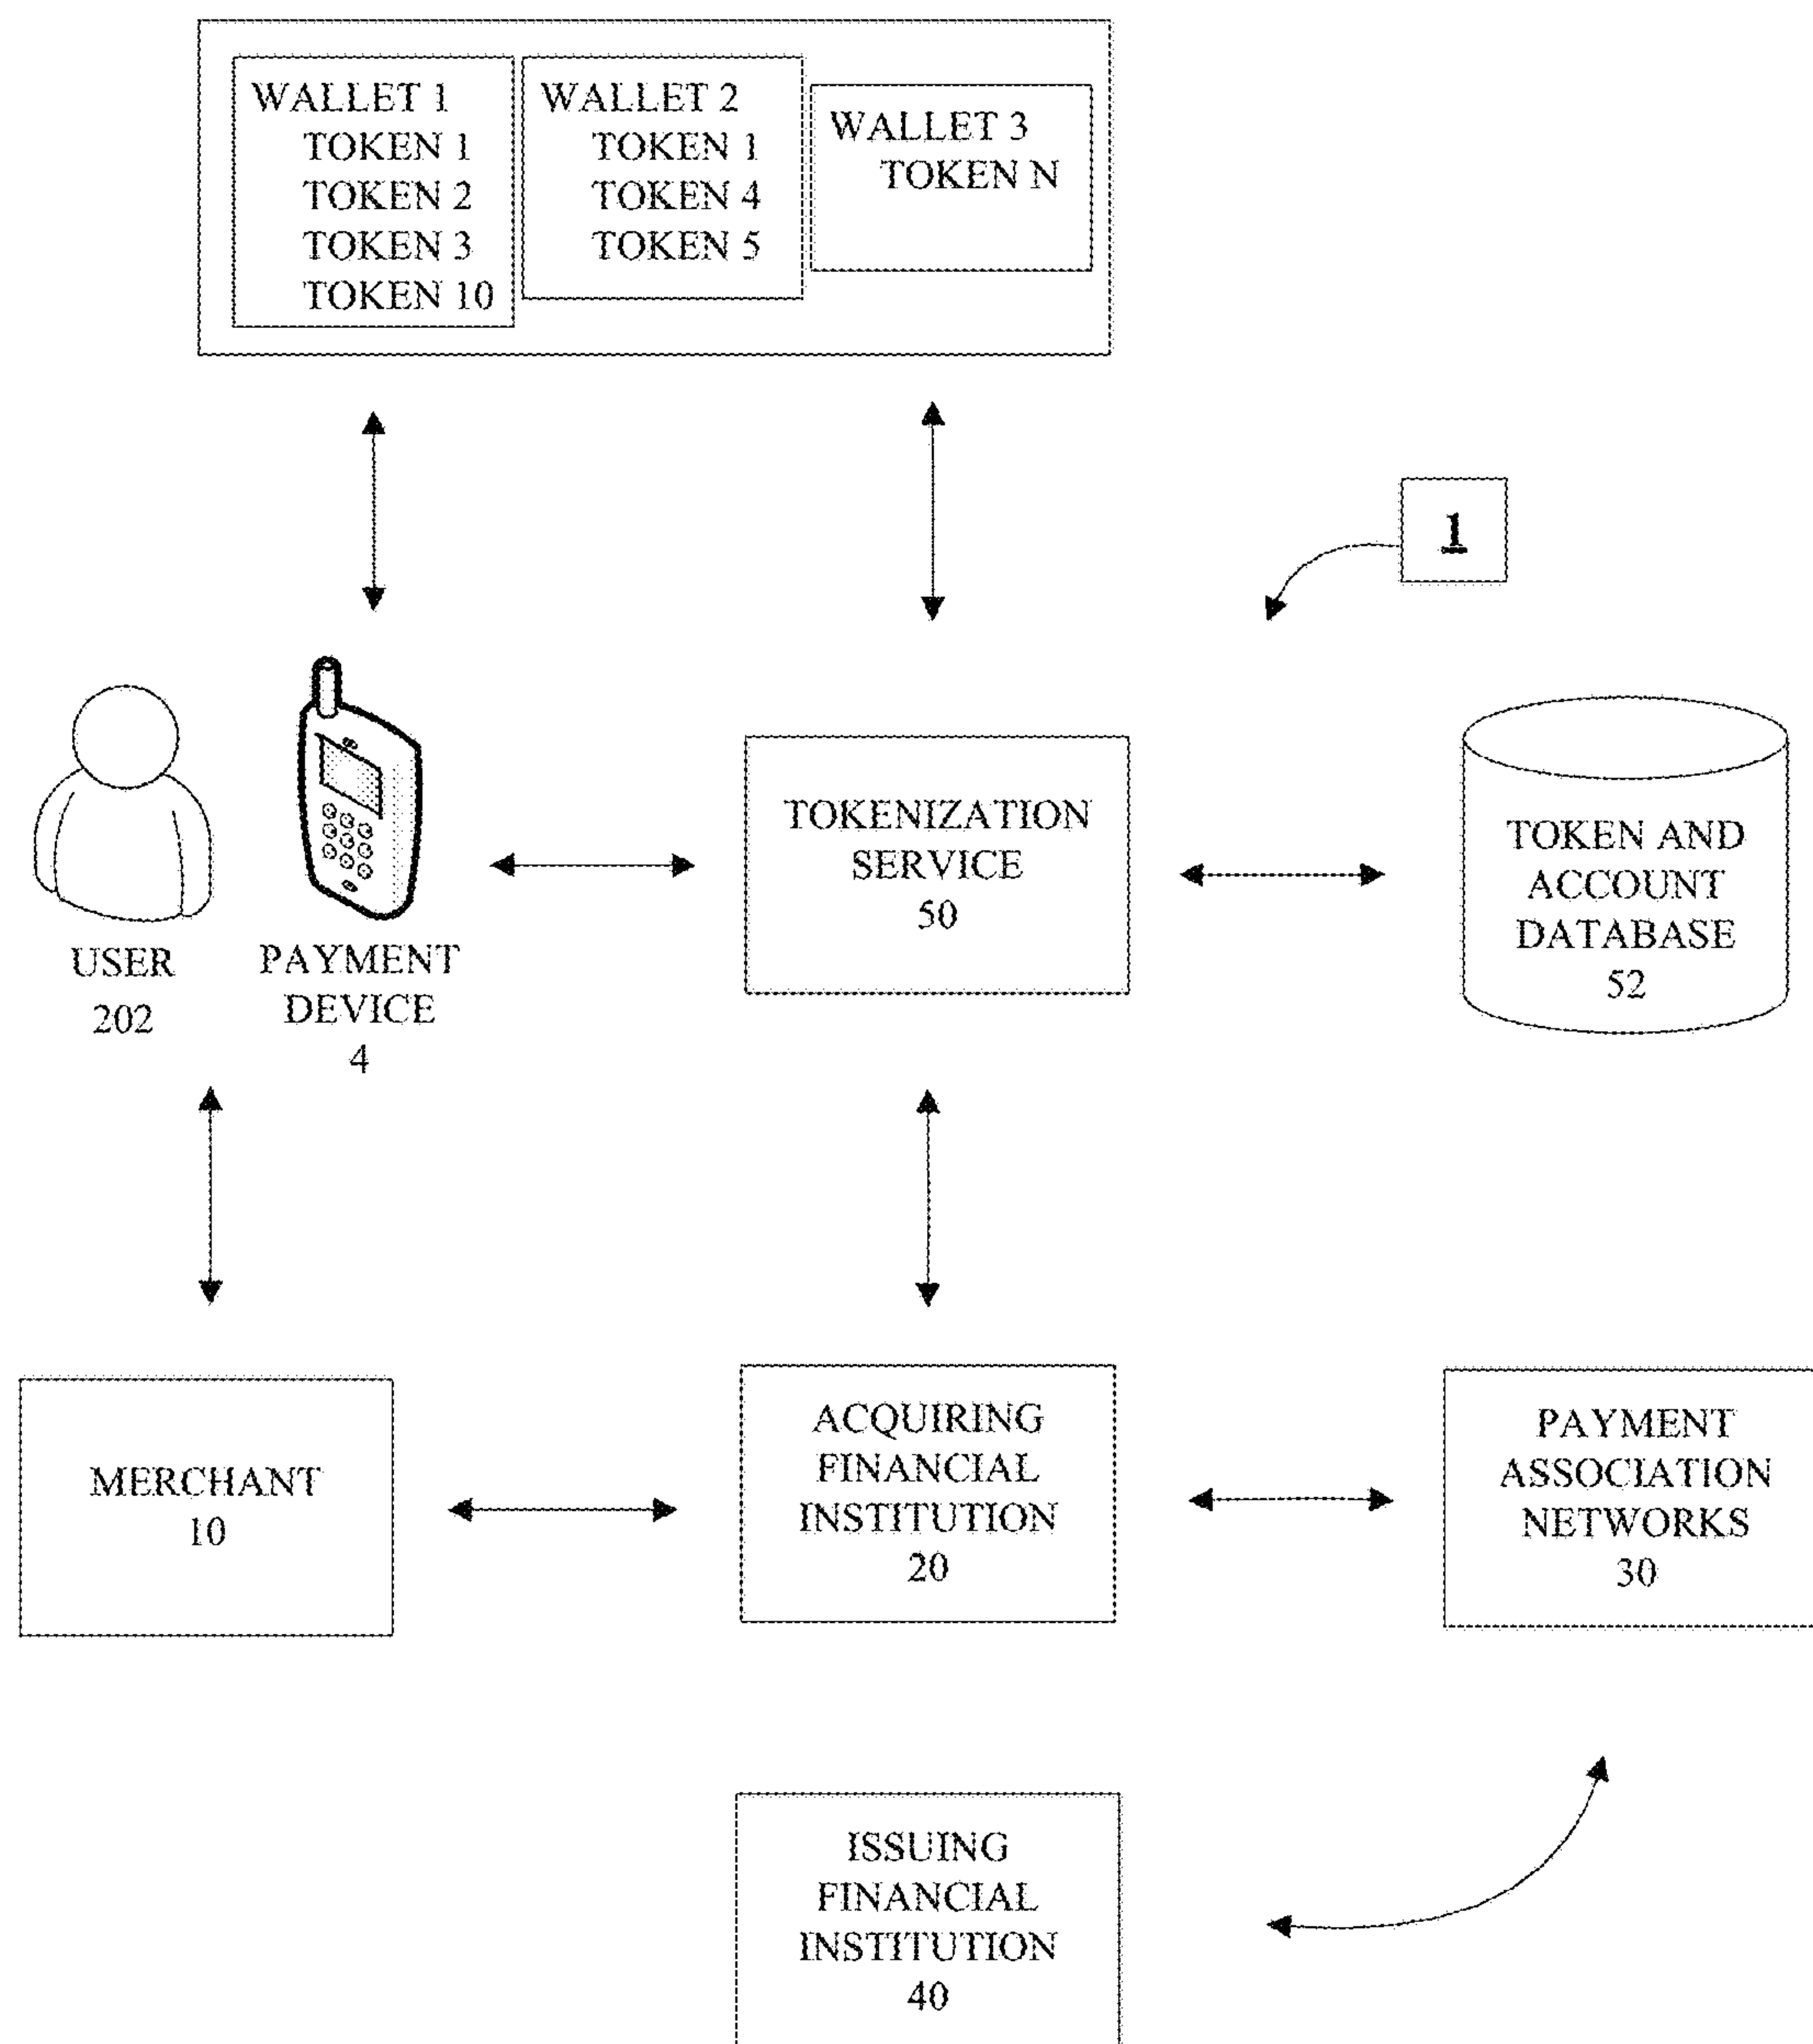 WALLET 1
TOKEN 1
TOKEN 2
TOKEN 3
TOKEN 10
WALLET 2
TOKEN 1
TOKEN 4
TOKEN 5
WALLET 3
TOKEN N
1
USER
202
PAYMENT
DEVICE
4
TOKENIZATION
SERVICE
50
TOKEN AND
ACCOUNT
DATABASE
52
MERCHANT
10
ACQUIRING
FINANCIAL
INSTITUTION
20
PAYMENT
ASSOCIATION
NETWORKS
30
ISSUING
FINANCIAL
INSTITUTION
40